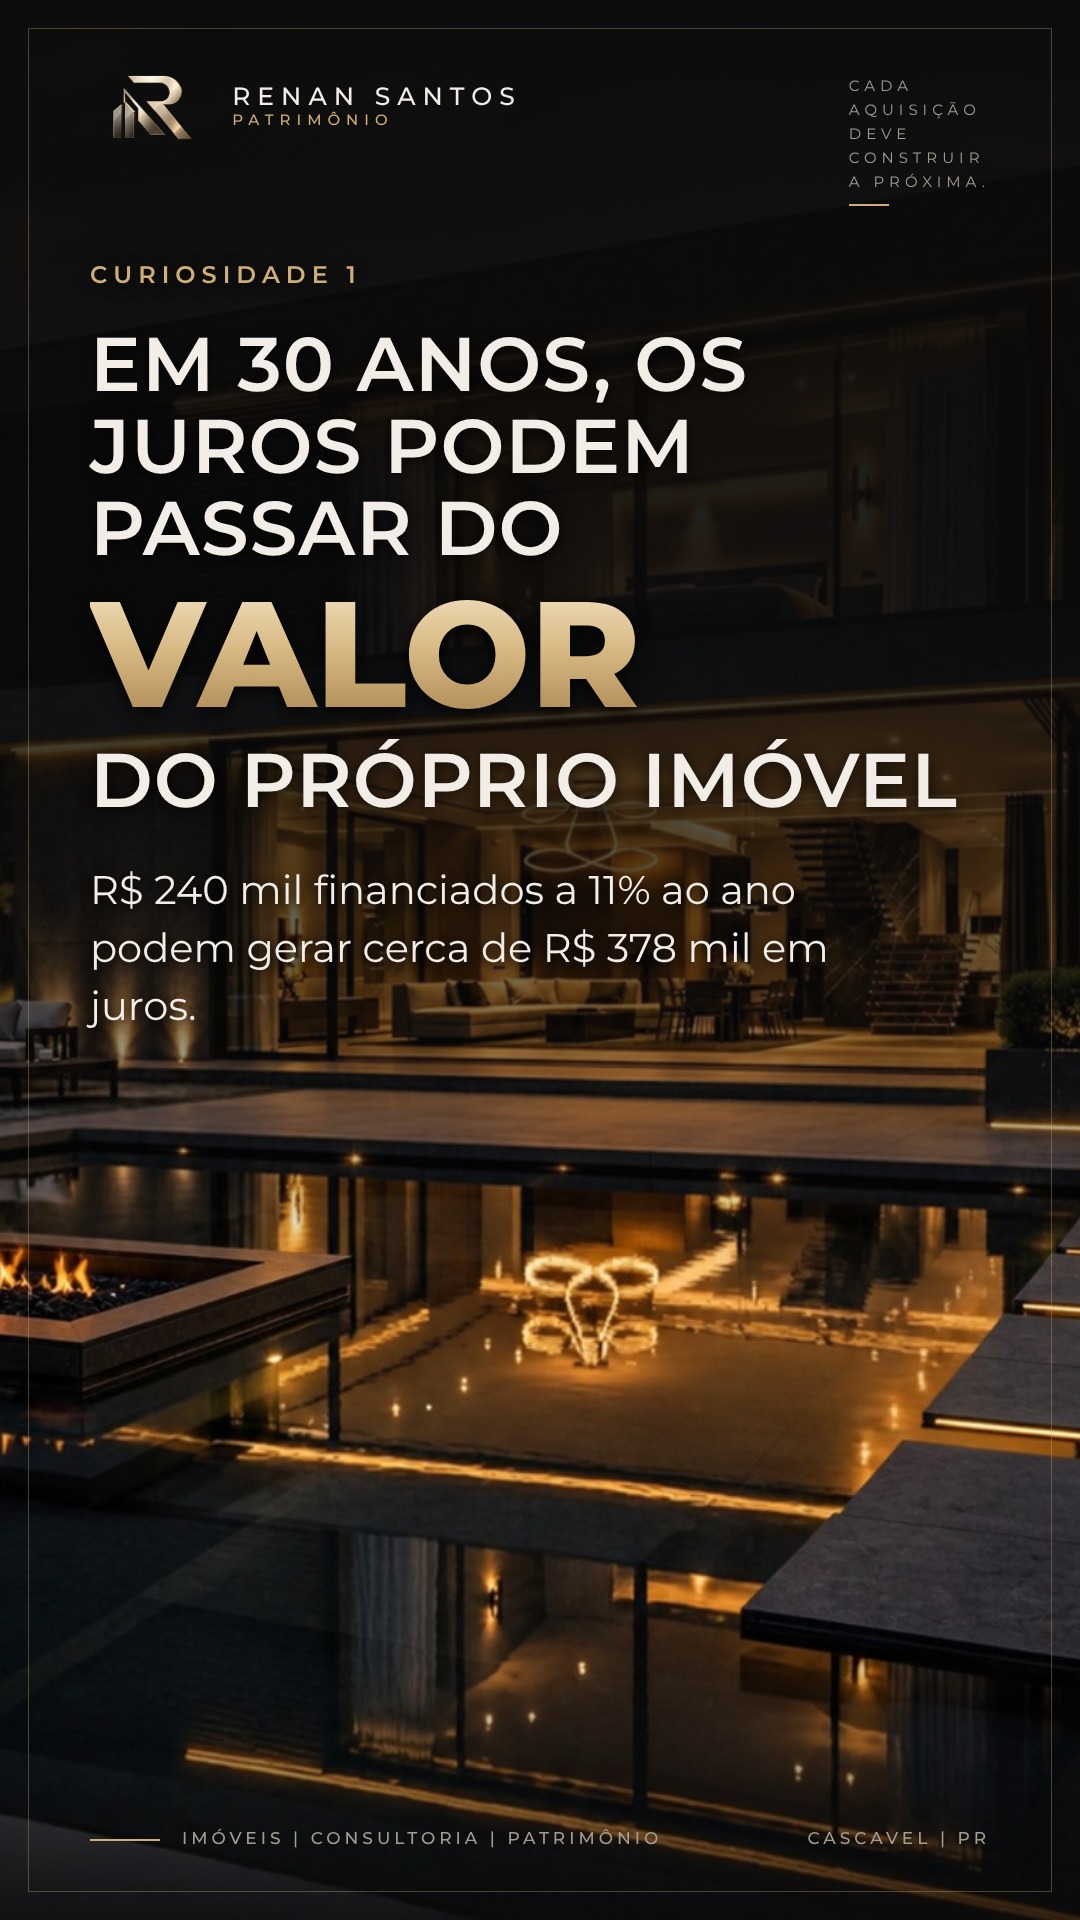 RENAN SANTOS
PATRIMÔNIO
CADA
AQUISIÇÃO
DEVE
CONSTRUIR
A PRÓXIMA.
CURIOSIDADE 1
EM 30 ANOS, OS
JUROS PODEM
PASSAR DO
VALOR
DO PRÓPRIO IMÓVEL
R$ 240 mil financiados a 11% ao ano
podem gerar cerca de R$ 378 mil em
juros.
IMÓVEIS | CONSULTORIA | PATRIMÔNIO
CASCAVEL | PR